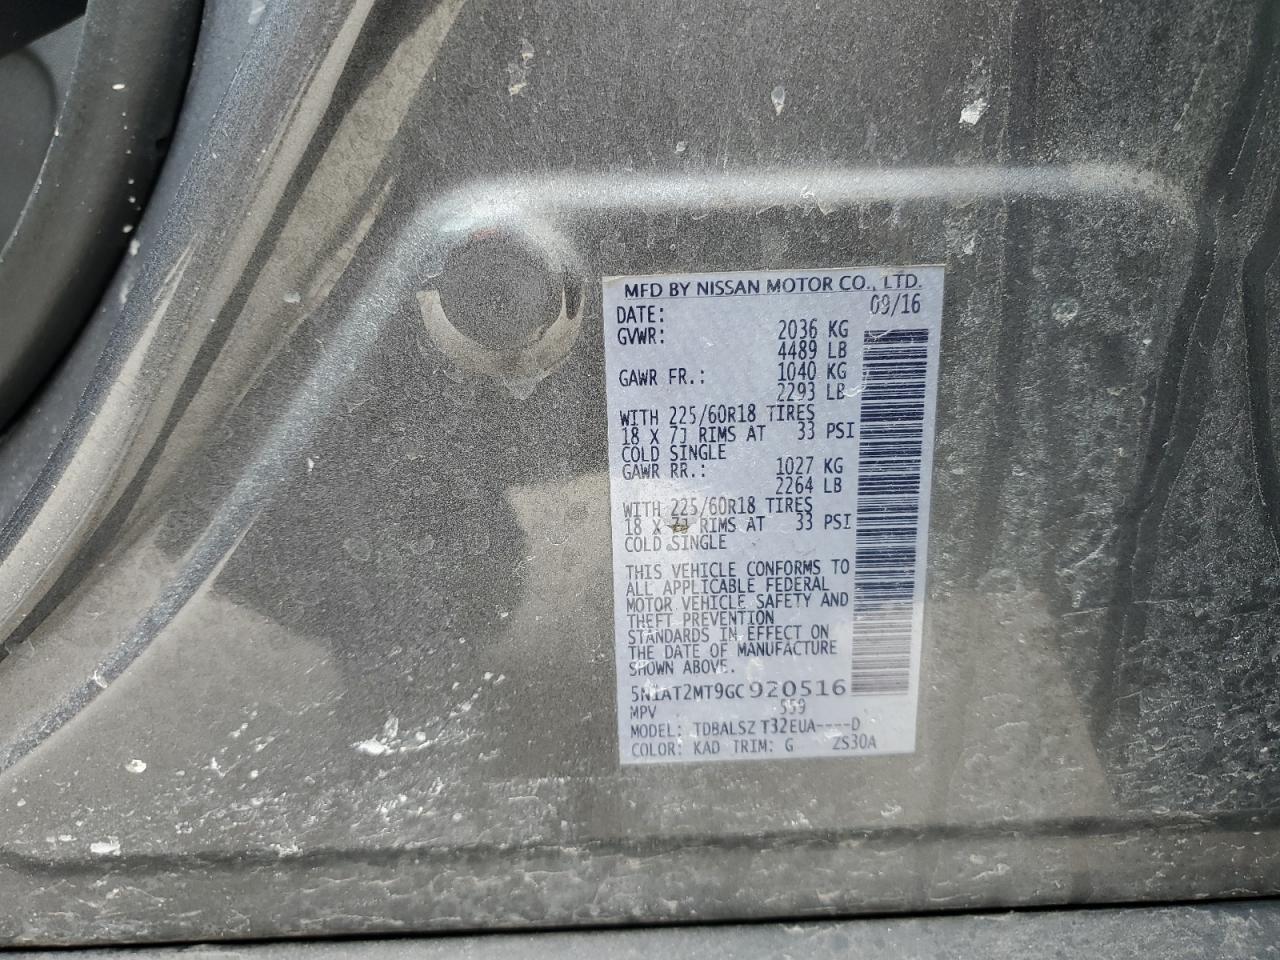 MFD BY NISSAN MOTOR CO., LTD.
DATE: 09/16
GVWR: 2036 KG
4489 LB
GAWR FR.: 1040 KG
2293 LB
WITH 225/60R18 TIRES
18 X 7J RIMS AT 33 PSI
COLD SINGLE
GAWR RR.: 1027 KG
2264 LB
WITH 225/60R18 TIRES
18 X 7J RIMS AT 33 PSI
COLD SINGLE
THIS VEHICLE CONFORMS TO
ALL APPLICABLE FEDERAL
MOTOR VEHICLE SAFETY AND
THEFT PREVENTION
STANDARDS IN EFFECT ON
THE DATE OF MANUFACTURE
SHOWN ABOVE.
5N1AT2MT9GC920516
MPV 559
MODEL: TDBALSZ T32EUA----D
COLOR: KAD TRIM: G ZS30A